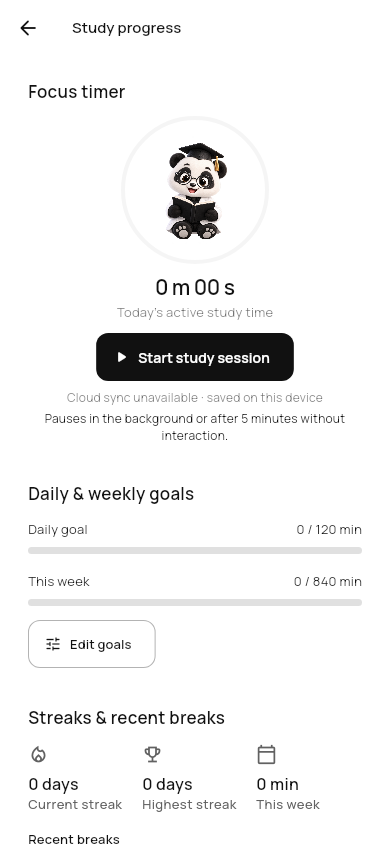 Study progress
Focus timer
0 m 00 s
Today's active study time
Start study session
Cloud sync unavailable · saved on this device
Pauses in the background or after 5 minutes without
interaction.
Daily & weekly goals
Daily goal 0 / 120 min
This week 0 / 840 min
Edit goals
Streaks & recent breaks
0 days 0 days 0 min
Current streak Highest streak This week
Recent breaks